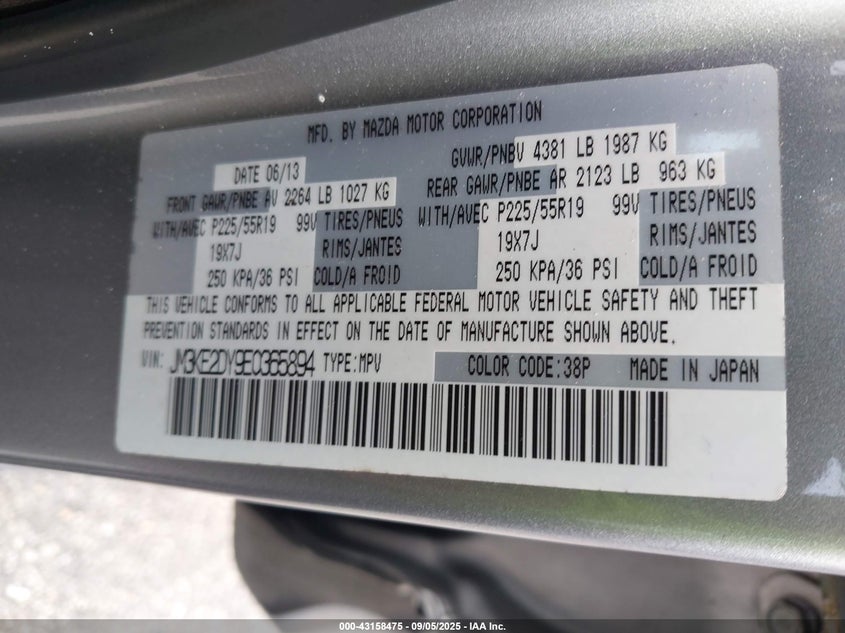 MFD. BY MAZDA MOTOR CORPORATION
DATE 06/13 GVWR/PNBV 4381 LB 1987 KG
FRONT GAWR/PNBE AV 2264 LB 1027 KG REAR GAWR/PNBE AR 2123 LB 963 KG
WITH/AVEC P225/55R19 99V TIRES/PNEUS WITH/AVEC P225/55R19 99V TIRES/PNEUS
19X7J RIMS/JANTES 19X7J RIMS/JANTES
250 KPA/36 PSI COLD/A FROID 250 KPA/36 PSI COLD/A FROID
THIS VEHICLE CONFORMS TO ALL APPLICABLE FEDERAL MOTOR VEHICLE SAFETY AND THEFT
PREVENTION STANDARDS IN EFFECT ON THE DATE OF MANUFACTURE SHOWN ABOVE.
VIN: JM3KE2DY9E0365894 TYPE:MPV COLOR CODE:38P MADE IN JAPAN
000-43158475 - 09/05/2025 - IAA Inc.